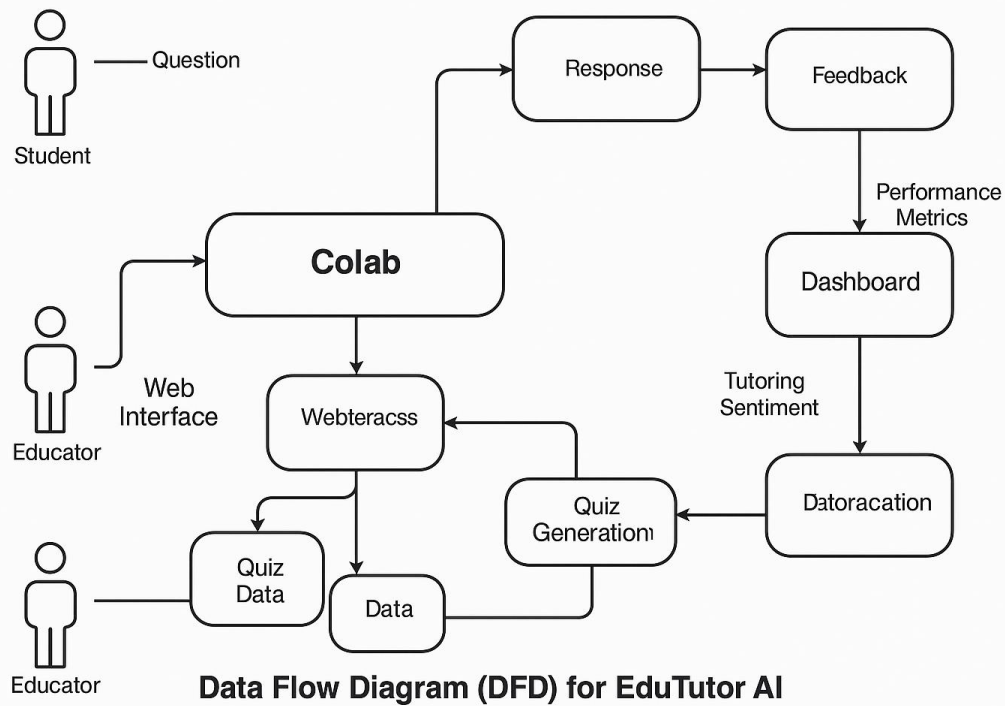 Question
Student
Response
Feedback
Performance
Metrics
Colab
Dashboard
Web
Interface
Educator
Tutoring
Sentiment
Webteracss
Quiz
Generation
Datoracation
Quiz
Data
Data
Educator
Data Flow Diagram (DFD) for EduTutor AI